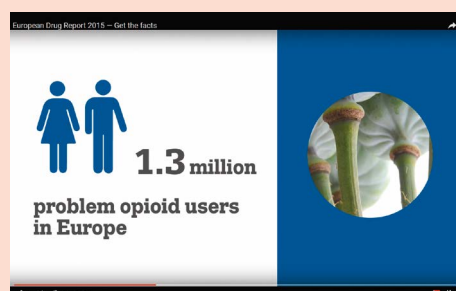 European Drug Report 2015 — Get the facts
1.3 million
problem opioid users
in Europe